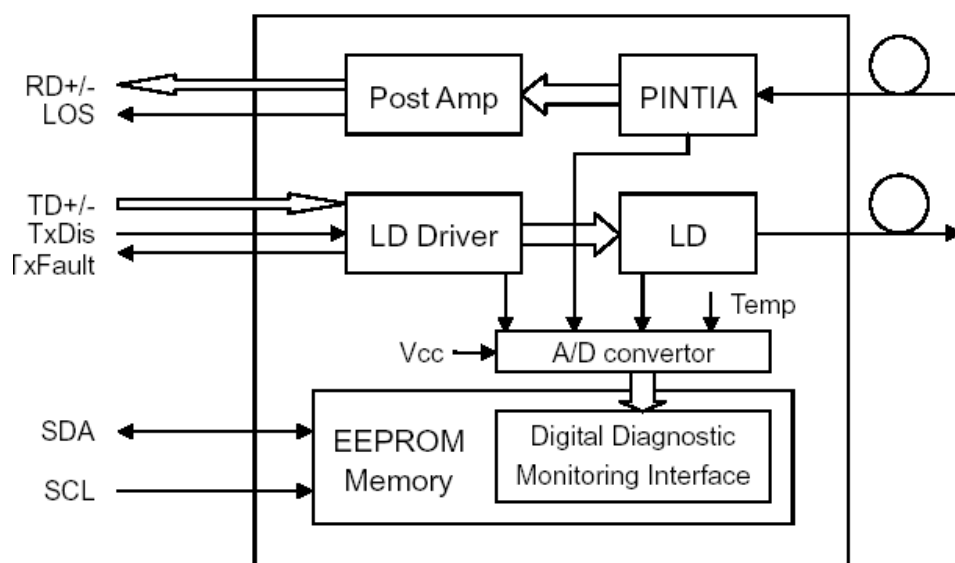 RD+/-
LOS
Post Amp
PINTIA
TD+/-
TxDis
TxFault
LD Driver
LD
Temp
Vcc
A/D convertor
SDA
SCL
EEPROM
Memory
Digital Diagnostic
Monitoring Interface